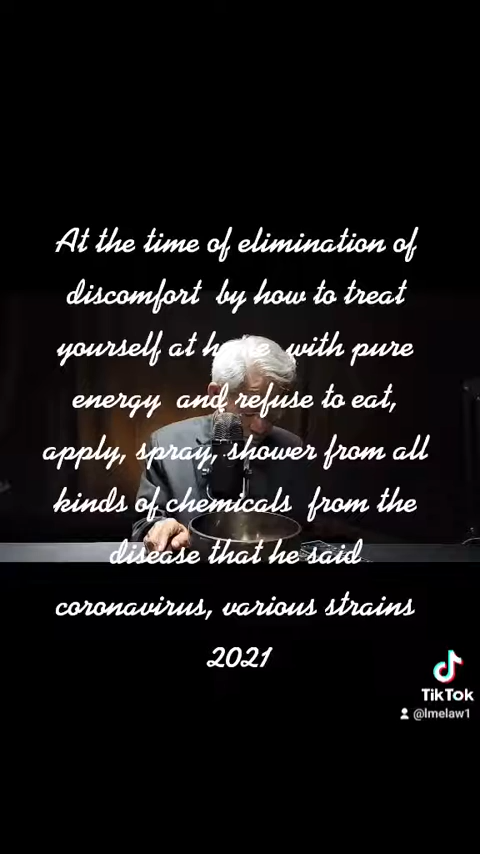 At the time of elimination of
discomfort by how to treat
yourself at home with pure
energy and refuse to eat,
apply, spray, shower from all
kinds of chemicals from the
disease that he said
coronavirus, various strains
2021
TikTok
@lmelaw1